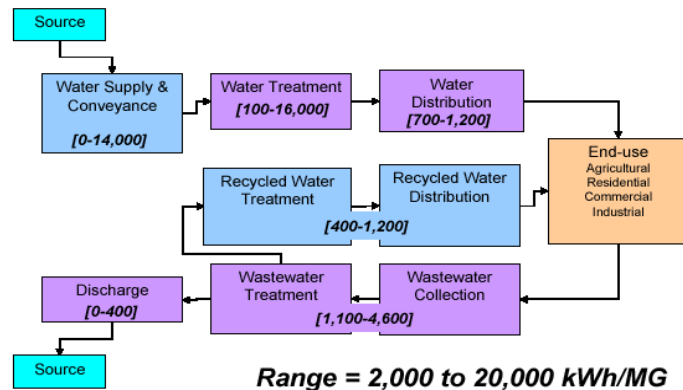 Source
Water Supply &
Conveyance
[0-14,000]
Water Treatment
[100-16,000]
Water
Distribution
[700-1,200]
End-use
Agricultural
Residential
Commercial
Industrial
Recycled Water
Treatment
Recycled Water
Distribution
[400-1,200]
Wastewater
Treatment
Wastewater
Collection
[1,100-4,600]
Discharge
[0-400]
Source
Range = 2,000 to 20,000 kWh/MG